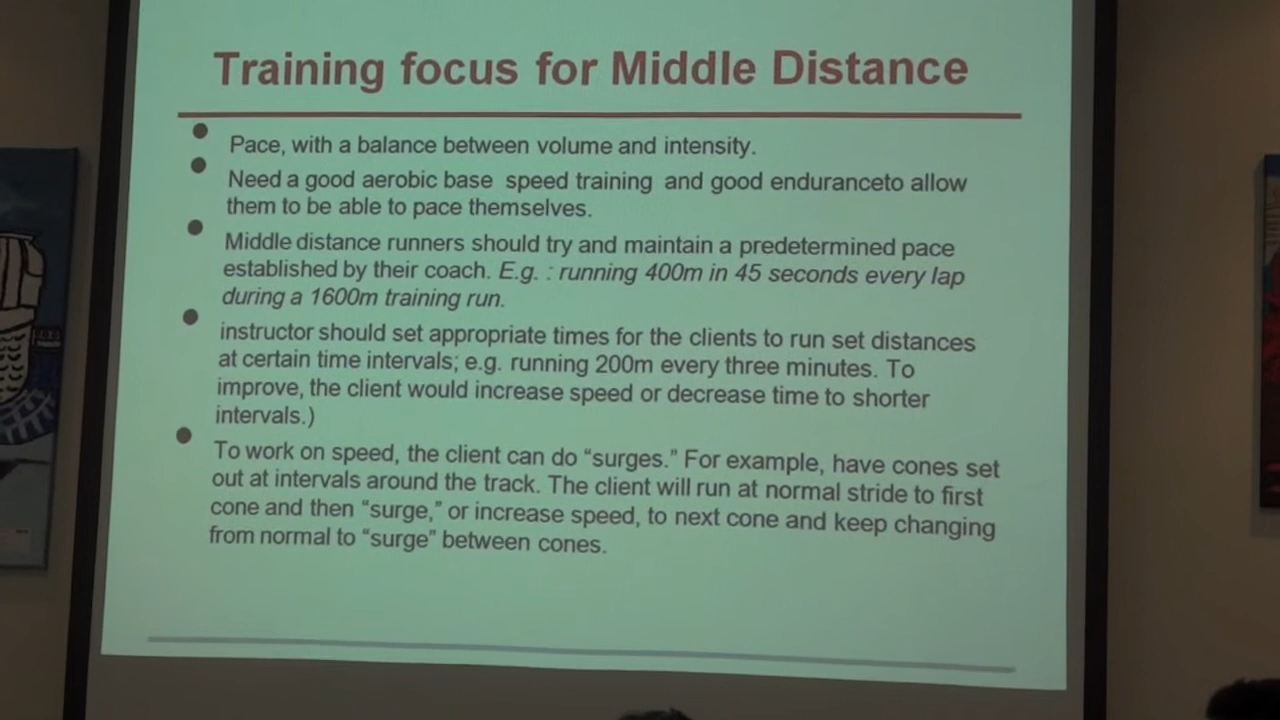 Training focus for Middle Distance
Pace, with a balance between volume and intensity.
Need a good aerobic base speed training and good enduranceto allow
them to be able to pace themselves.
Middle distance runners should try and maintain a predetermined pace
established by their coach. E.g. : running 400m in 45 seconds every lap
during a 1600m training run.
instructor should set appropriate times for the clients to run set distances
at certain time intervals; e.g. running 200m every three minutes. To
improve, the client would increase speed or decrease time to shorter
intervals.)
To work on speed, the client can do “surges.” For example, have cones set
out at intervals around the track. The client will run at normal stride to first
cone and then “surge,” or increase speed, to next cone and keep changing
from normal to “surge” between cones.